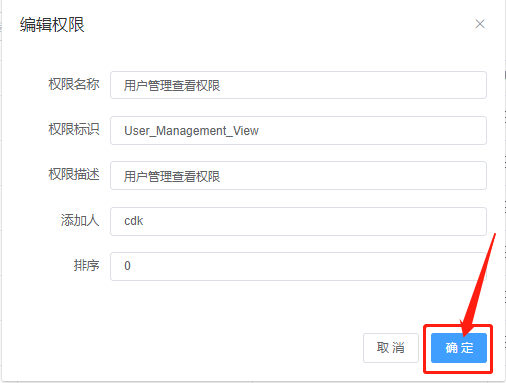 编辑权限
权限名称 用户管理查看权限
权限标识 User_Management_View
权限描述 用户管理查看权限
添加人 cdk
排序 0
取消 确定